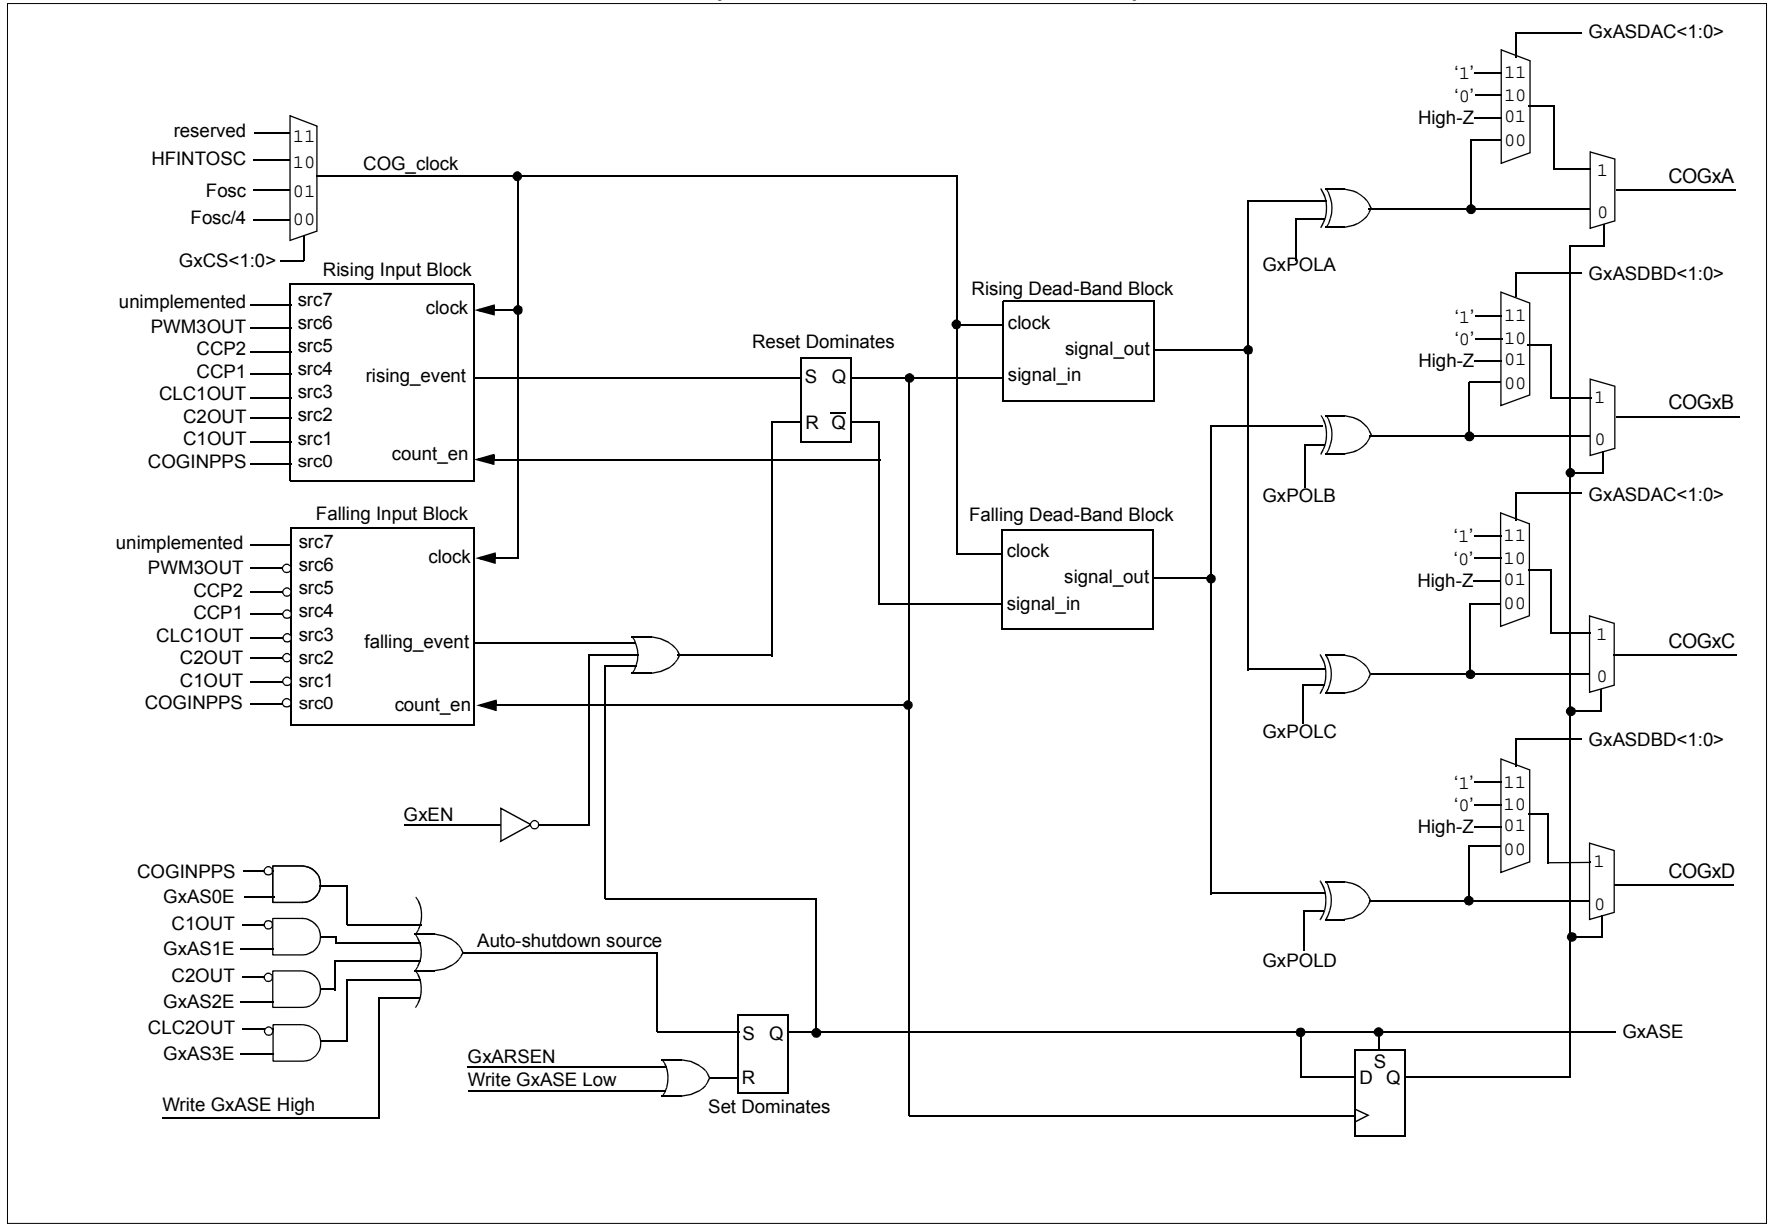 GxASDAC<1:0>
'1' 11
'0' 10
High-Z 01
00
1
COGxA
0
GxPOLA
reserved 11
HFINTOSC 10
COG_clock
Fosc 01
Fosc/4 00
GxCS<1:0>
Rising Input Block
unimplemented src7
clock
PWM3OUT src6
CCP2 src5
CCP1 src4
rising_event
CLC1OUT src3
C2OUT src2
C1OUT src1
count_en
COGINPPS src0
Falling Input Block
unimplemented src7
clock
PWM3OUT src6
CCP2 src5
CCP1 src4
CLC1OUT src3
falling_event
C2OUT src2
C1OUT src1
COGINPPS src0
count_en
Reset Dominates
S Q
R Q
Rising Dead-Band Block
clock
signal_out
signal_in
Falling Dead-Band Block
clock
signal_out
signal_in
GxASDBD<1:0>
'1' 11
'0' 10
High-Z 01
00
1
COGxB
0
GxPOLB
GxASDAC<1:0>
'1' 11
'0' 10
High-Z 01
00
1
COGxC
0
GxPOLC
GxASDBD<1:0>
'1' 11
'0' 10
High-Z 01
00
1
COGxD
0
GxPOLD
GxEN
COGINPPS
GxAS0E
C1OUT
GxAS1E
Auto-shutdown source
C2OUT
GxAS2E
CLC2OUT
GxAS3E
Write GxASE High
GxARSEN
Write GxASE Low
S Q
R
Set Dominates
GxASE
S
D Q